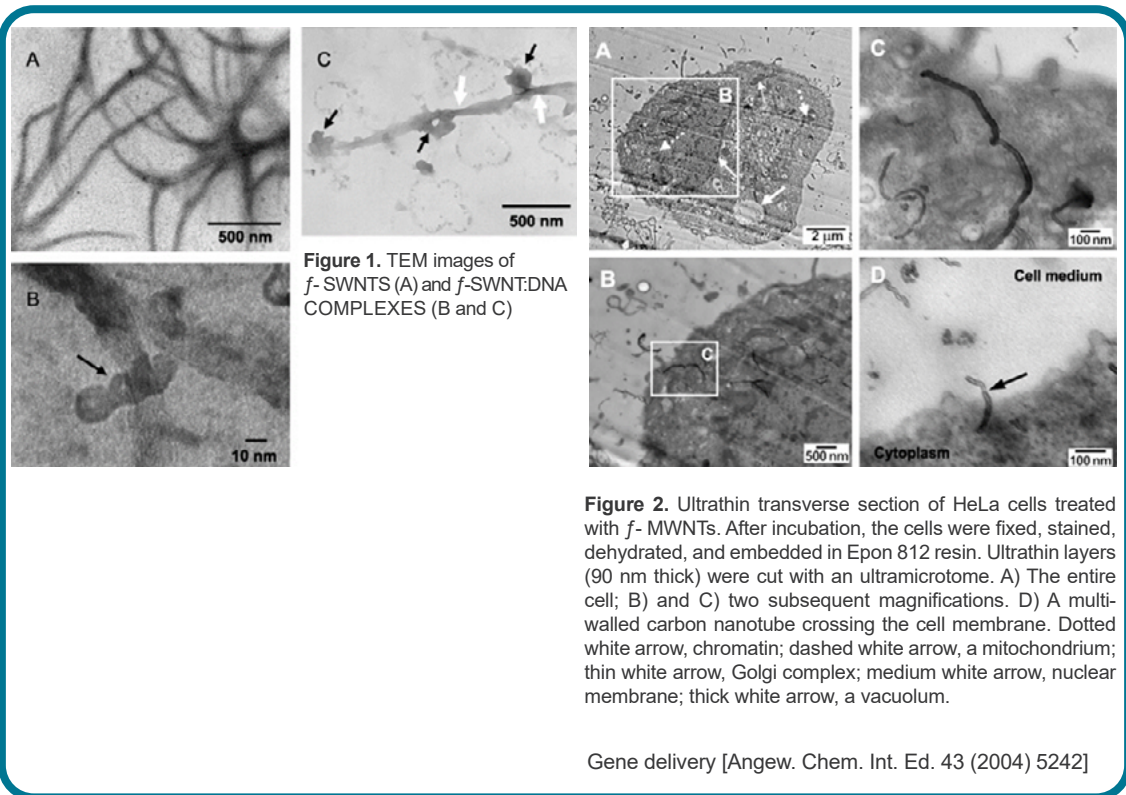 A
500 nm
B
10 nm
C
500 nm
Figure 1. TEM images of
ƒ- SWNTS (A) and ƒ-SWNT:DNA
COMPLEXES (B and C)
A
B
2 µm
B
C
500 nm
C
100 nm
D
Cell medium
Cytoplasm
100 nm
Figure 2. Ultrathin transverse section of HeLa cells treated
with ƒ- MWNTs. After incubation, the cells were fixed, stained,
dehydrated, and embedded in Epon 812 resin. Ultrathin layers
(90 nm thick) were cut with an ultramicrotome. A) The entire
cell; B) and C) two subsequent magnifications. D) A multi-
walled carbon nanotube crossing the cell membrane. Dotted
white arrow, chromatin; dashed white arrow, a mitochondrium;
thin white arrow, Golgi complex; medium white arrow, nuclear
membrane; thick white arrow, a vacuolum.
Gene delivery [Angew. Chem. Int. Ed. 43 (2004) 5242]